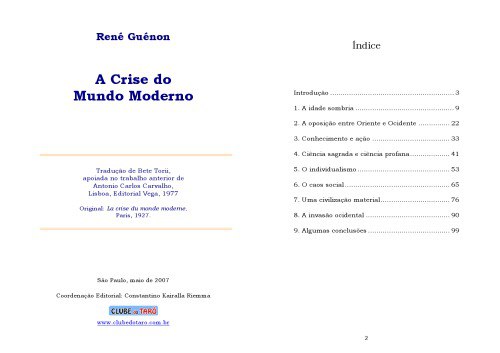 René Guénon
A Crise do
Mundo Moderno
Tradução de Bete Torii,
apoiada no trabalho anterior de
Antonio Carlos Carvalho,
Lisboa, Editorial Vega, 1977
Original: La crise du monde moderne,
Paris, 1927.
São Paulo, maio de 2007
Coordenação Editorial: Constantino Kairalla Riemma
CLUBE DO TARÔ
www.clubedotaro.com.br
Índice
Introdução ............................................................ 3
1. A idade sombria ................................................ 9
2. A oposição entre Oriente e Ocidente ............... 22
3. Conhecimento e ação ....................................... 33
4. Ciência sagrada e ciência profana................... 41
5. O individualismo .............................................. 53
6. O caos social................................................... 65
7. Uma civilização material.................................. 76
8. A invasão ocidental ......................................... 90
9. Algumas conclusões ........................................ 99
2